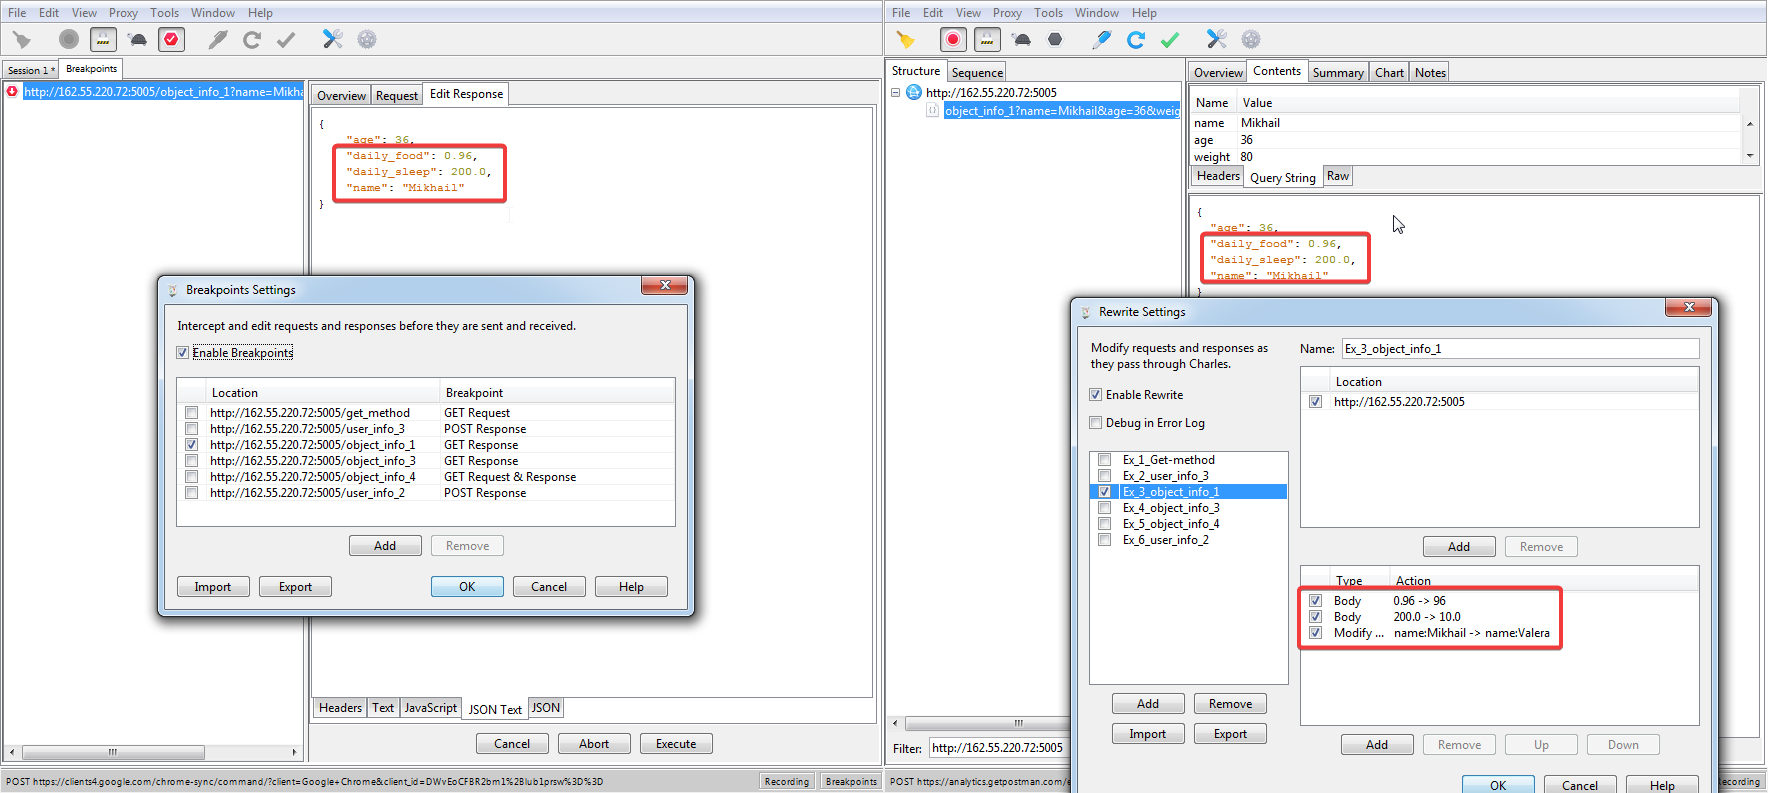 File Edit View Proxy Tools Window Help
Session 1 * Breakpoints
http://162.55.220.72:5005/object_info_1?name=Mikha
Overview Request Edit Response
{
"age": 36,
"daily_food": 0.96,
"daily_sleep": 200.0,
"name": "Mikhail"
}
Breakpoints Settings
Intercept and edit requests and responses before they are sent and received.
Enable Breakpoints
Location Breakpoint
http://162.55.220.72:5005/get_method GET Request
http://162.55.220.72:5005/user_info_3 POST Response
http://162.55.220.72:5005/object_info_1 GET Response
http://162.55.220.72:5005/object_info_3 GET Response
http://162.55.220.72:5005/object_info_4 GET Request & Response
http://162.55.220.72:5005/user_info_2 POST Response
Add Remove
Import Export OK Cancel Help
Headers Text JavaScript JSON Text JSON
Cancel Abort Execute
POST https://clients4.google.com/chrome-sync/command/?client=Google+Chrome&client_id=DWvEoCFBR2bm1%2BIub1prsw%3D%3D Recording Breakpoints
File Edit View Proxy Tools Window Help
Structure Sequence
http://162.55.220.72:5005
object_info_1?name=Mikhail&age=36&weig
Overview Contents Summary Chart Notes
Name Value
name Mikhail
age 36
weight 80
Headers Query String Raw
{
"age": 36,
"daily_food": 0.96,
"daily_sleep": 200.0,
"name": "Mikhail"
}
Rewrite Settings
Modify requests and responses as
they pass through Charles.
Enable Rewrite
Debug in Error Log
Ex_1_Get-method
Ex_2_user_info_3
Ex_3_object_info_1
Ex_4_object_info_3
Ex_5_object_info_4
Ex_6_user_info_2
Add Remove
Import Export
Name: Ex_3_object_info_1
Location
http://162.55.220.72:5005
Add Remove
Type Action
Body 0.96 -> 96
Body 200.0 -> 10.0
Modify ... name:Mikhail -> name:Valera
Add Remove Up Down
OK Cancel Help
Filter: http://162.55.220.72:5005
POST https://analytics.getpostman.com/e
ecording